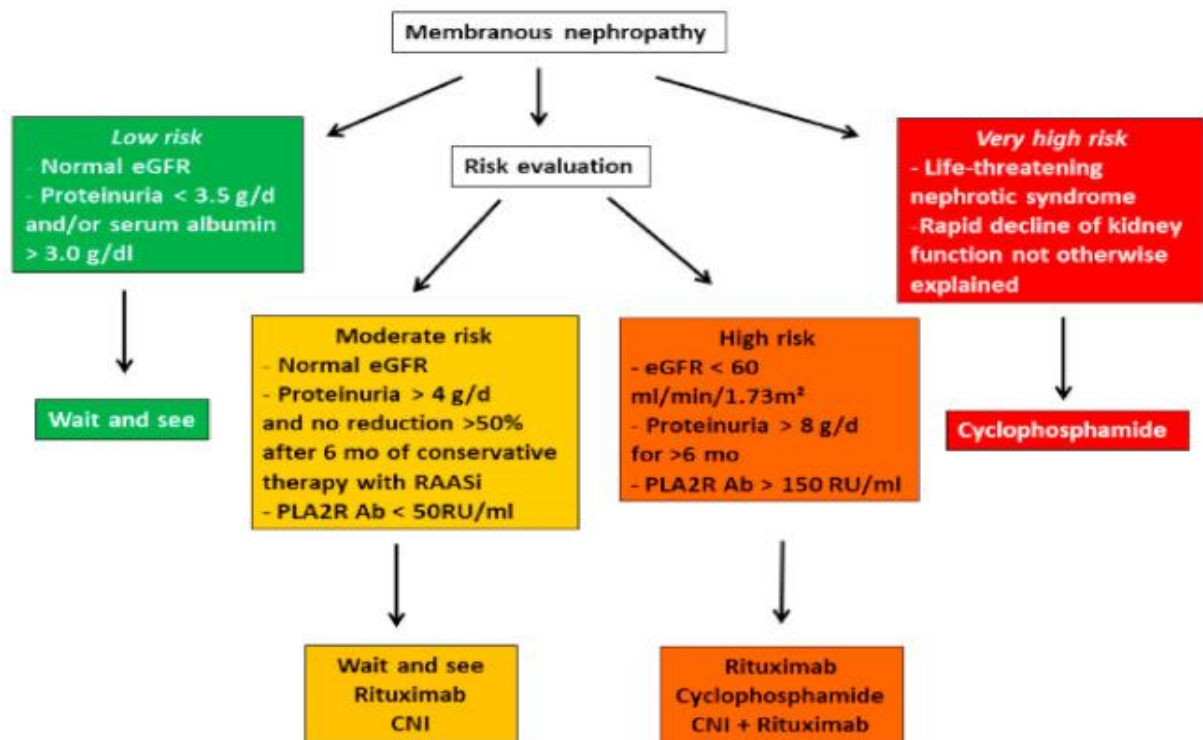 Membranous nephropathy
Low risk
- Normal eGFR
- Proteinuria < 3.5 g/d
and/or serum albumin
> 3.0 g/dl
Risk evaluation
Very high risk
- Life-threatening
nephrotic syndrome
-Rapid decline of kidney
function not otherwise
explained
Moderate risk
- Normal eGFR
- Proteinuria > 4 g/d
and no reduction >50%
after 6 mo of conservative
therapy with RAASi
- PLA2R Ab < 50RU/ml
High risk
- eGFR < 60
ml/min/1.73m²
- Proteinuria > 8 g/d
for >6 mo
- PLA2R Ab > 150 RU/ml
Wait and see
Cyclophosphamide
Wait and see
Rituximab
CNI
Rituximab
Cyclophosphamide
CNI + Rituximab